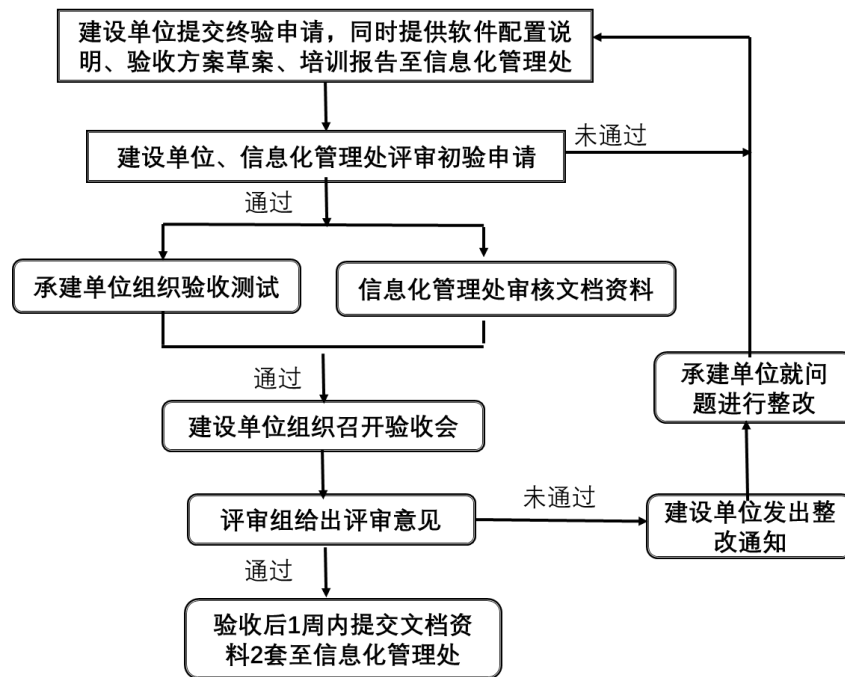 建设单位提交终验申请，同时提供软件配置说
明、验收方案草案、培训报告至信息化管理处
未通过
建设单位、信息化管理处评审初验申请
通过
承建单位组织验收测试
信息化管理处审核文档资料
通过
承建单位就问
题进行整改
建设单位组织召开验收会
未通过
评审组给出评审意见
建设单位发出整
改通知
通过
验收后1周内提交文档资
料2套至信息化管理处